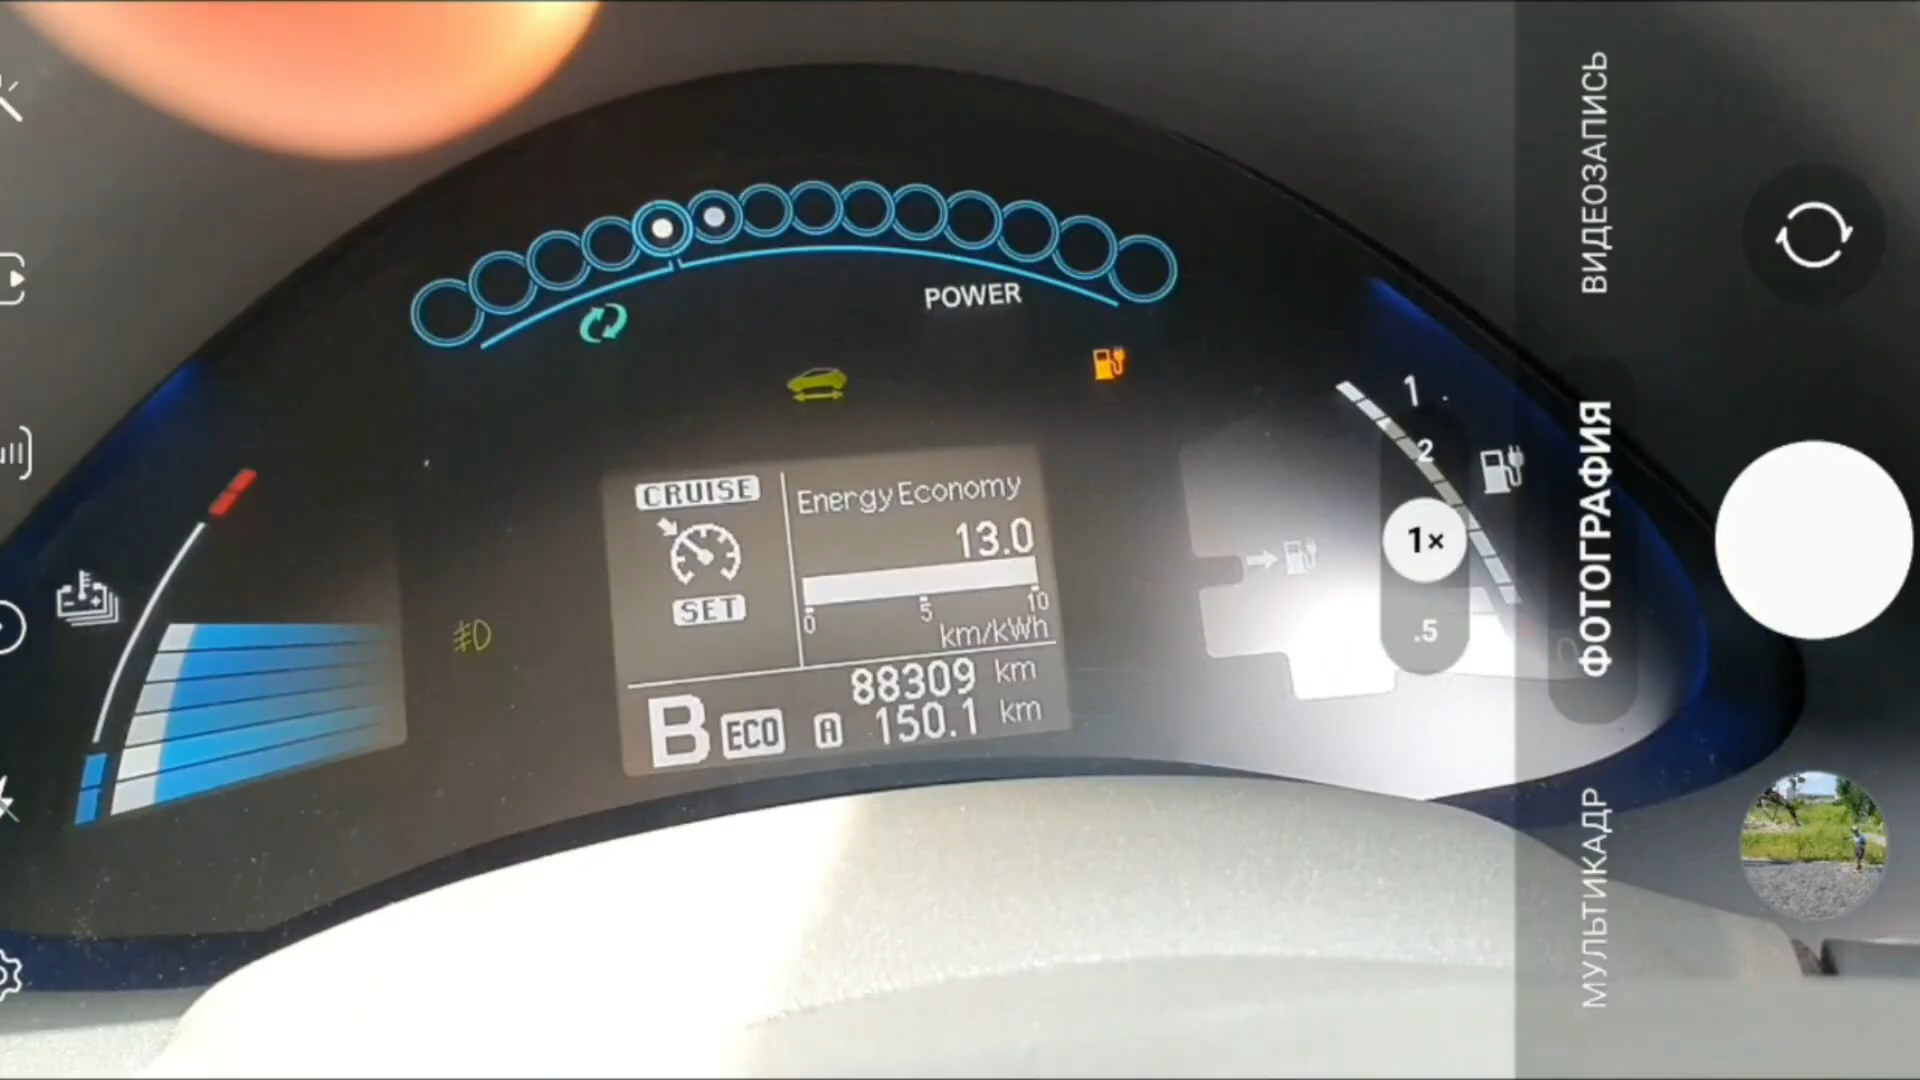 POWER
CRUISE
SET
Energy Economy
13.0
0 5 10
km/kWh
88309 km
B ECO A 150.1 km
1
2
1×
.5
ВИДЕОЗАПИСЬ
ФОТОГРАФИЯ
МУЛЬТИКАДР